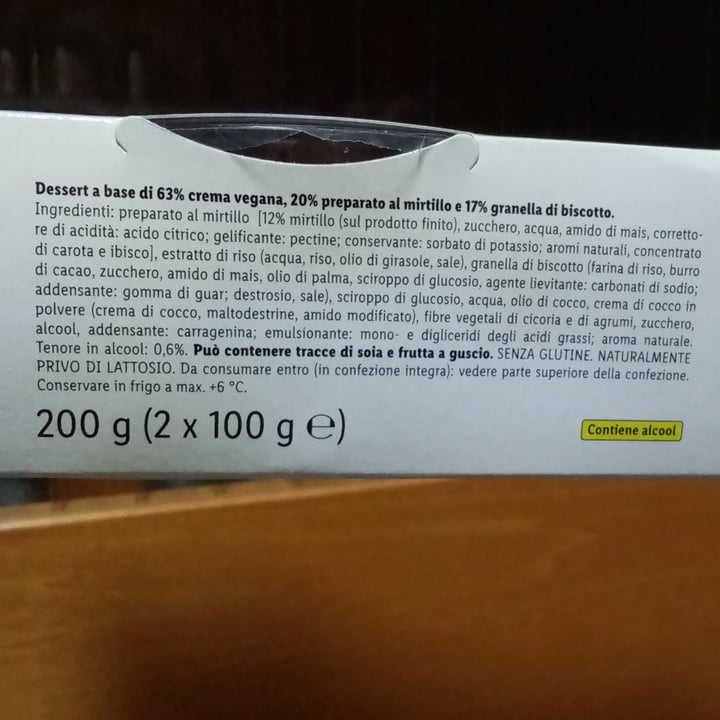 Dessert a base di 63% crema vegana, 20% preparato al mirtillo e 17% granella di biscotto.
Ingredienti: preparato al mirtillo [12% mirtillo (sul prodotto finito), zucchero, acqua, amido di mais, corretto-
re di acidità: acido citrico; gelificante: pectine; conservante: sorbato di potassio; aromi naturali, concentrato
di carota e ibisco], estratto di riso (acqua, riso, olio di girasole, sale), granella di biscotto (farina di riso, burro
di cacao, zucchero, amido di mais, olio di palma, sciroppo di glucosio, agente lievitante: carbonati di sodio;
addensante: gomma di guar; destrosio, sale), sciroppo di glucosio, acqua, olio di cocco, crema di cocco in
polvere (crema di cocco, maltodestrine, amido modificato), fibre vegetali di cicoria e di agrumi, zucchero,
alcool, addensante: carragenina; emulsionante: mono- e digliceridi degli acidi grassi; aroma naturale.
Tenore in alcool: 0,6%. Può contenere tracce di soia e frutta a guscio. SENZA GLUTINE. NATURALMENTE
PRIVO DI LATTOSIO. Da consumare entro (in confezione integra): vedere parte superiore della confezione.
Conservare in frigo a max. +6 °C.
200 g (2 x 100 g ℮)
Contiene alcool